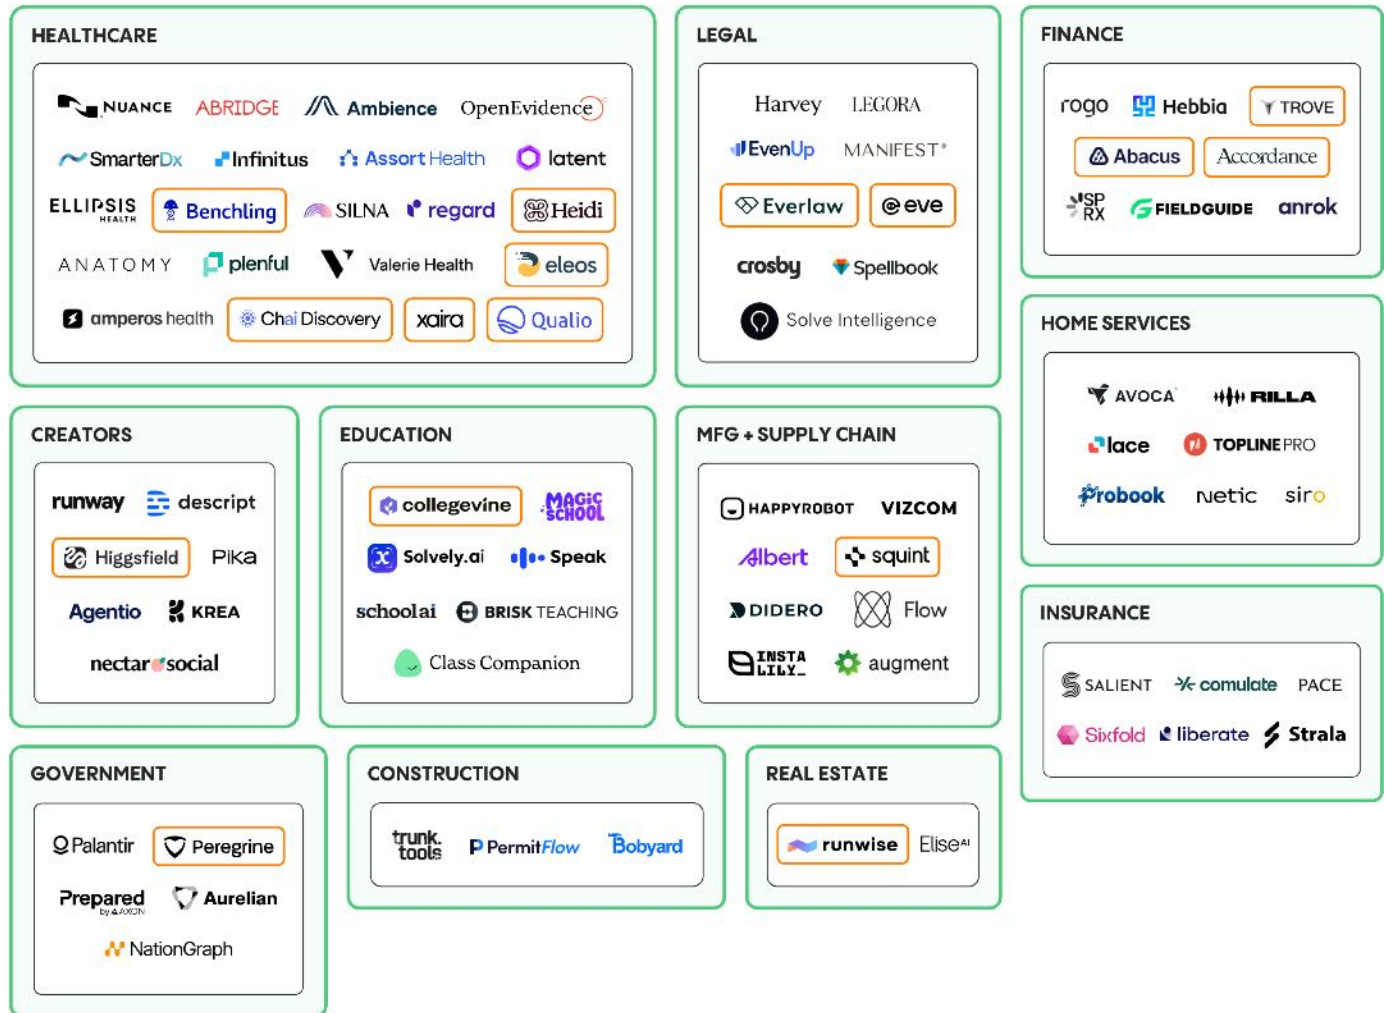 HEALTHCARE
NUANCE ABRIDGE Ambience OpenEvidence
SmarterDx Infinitus Assort Health latent
ELLIPSIS HEALTH Benchling SILNA regard Heidi
ANATOMY plenful Valerie Health eleos
amperos health Chai Discovery xaira Qualio
LEGAL
Harvey LEGORA
EvenUp MANIFEST
Everlaw eve
crosby Spellbook
Solve Intelligence
FINANCE
rogo Hebbia TROVE
Abacus Accordance
SPRX FIELDGUIDE anrok
HOME SERVICES
AVOCA RILLA
lace TOPLINE PRO
Probook Netic siro
CREATORS
runway descript
Higgsfield Pika
Agentio KREA
nectar social
EDUCATION
collegevine MAGIC SCHOOL
Solvely.ai Speak
schoolai BRISK TEACHING
Class Companion
MFG + SUPPLY CHAIN
HAPPYROBOT VIZCOM
Albert squint
DIDERO Flow
INSTA LILY_ augment
INSURANCE
SALIENT comulate PACE
Sixfold liberate Strala
GOVERNMENT
Palantir Peregrine
Prepared by AXON Aurelian
NationGraph
CONSTRUCTION
trunk. tools PermitFlow Bobyard
REAL ESTATE
runwise EliseAI